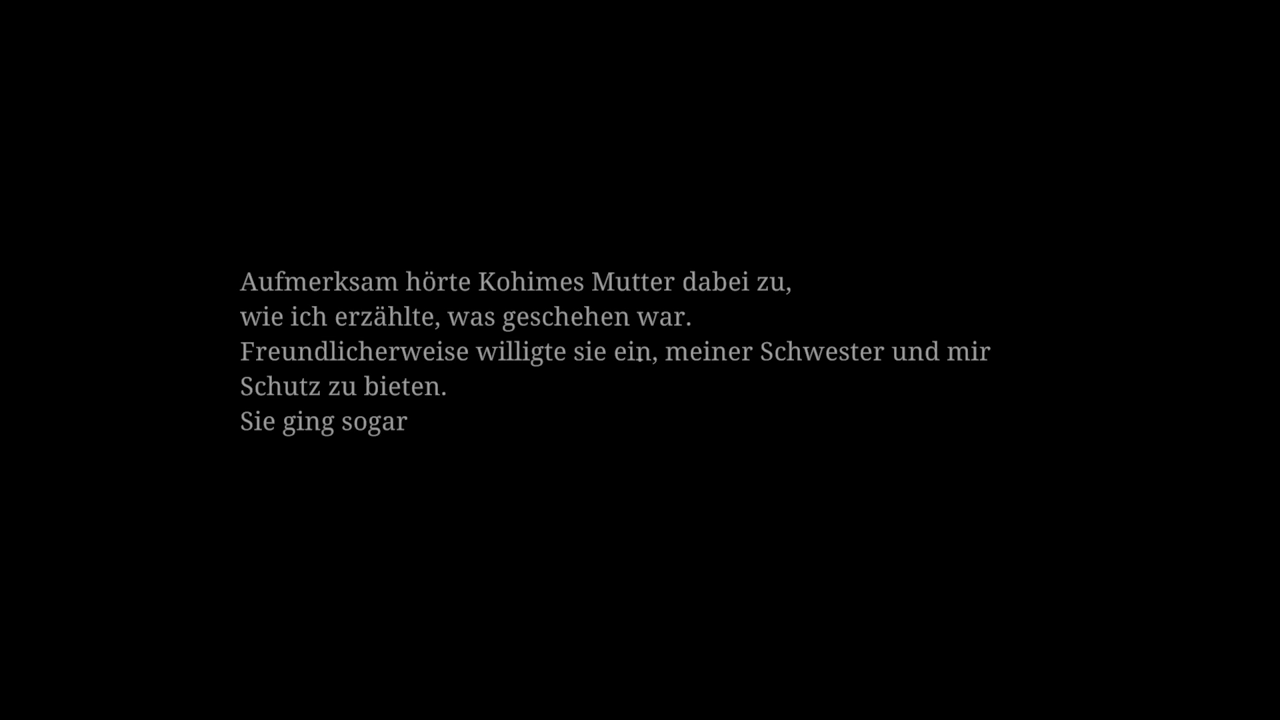 Aufmerksam hörte Kohimes Mutter dabei zu,
wie ich erzählte, was geschehen war.
Freundlicherweise willigte sie ein, meiner Schwester und mir
Schutz zu bieten.
Sie ging sogar